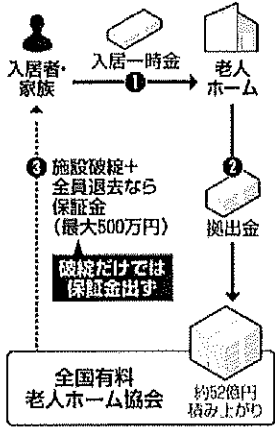 入居一時金
入居者・
家族
❶
老人
ホーム
❷
拠出金
❸ 施設破綻＋
全員退去なら
保証金
（最大500万円）
破綻だけでは
保証金出ず
全国有料
老人ホーム協会
約52億円
積み上がり